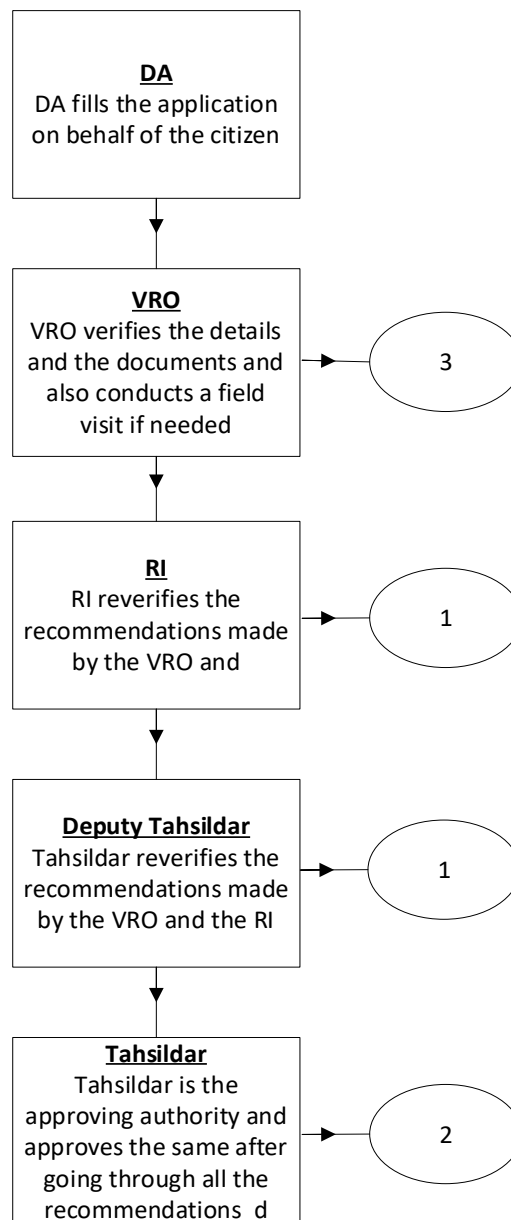 DA
DA fills the application
on behalf of the citizen
VRO
VRO verifies the details
and the documents and
also conducts a field
visit if needed
3
RI
RI reverifies the
recommendations made
by the VRO and
1
Deputy Tahsildar
Tahsildar reverifies the
recommendations made
by the VRO and the RI
1
Tahsildar
Tahsildar is the
approving authority and
approves the same after
going through all the
recommendations d
2